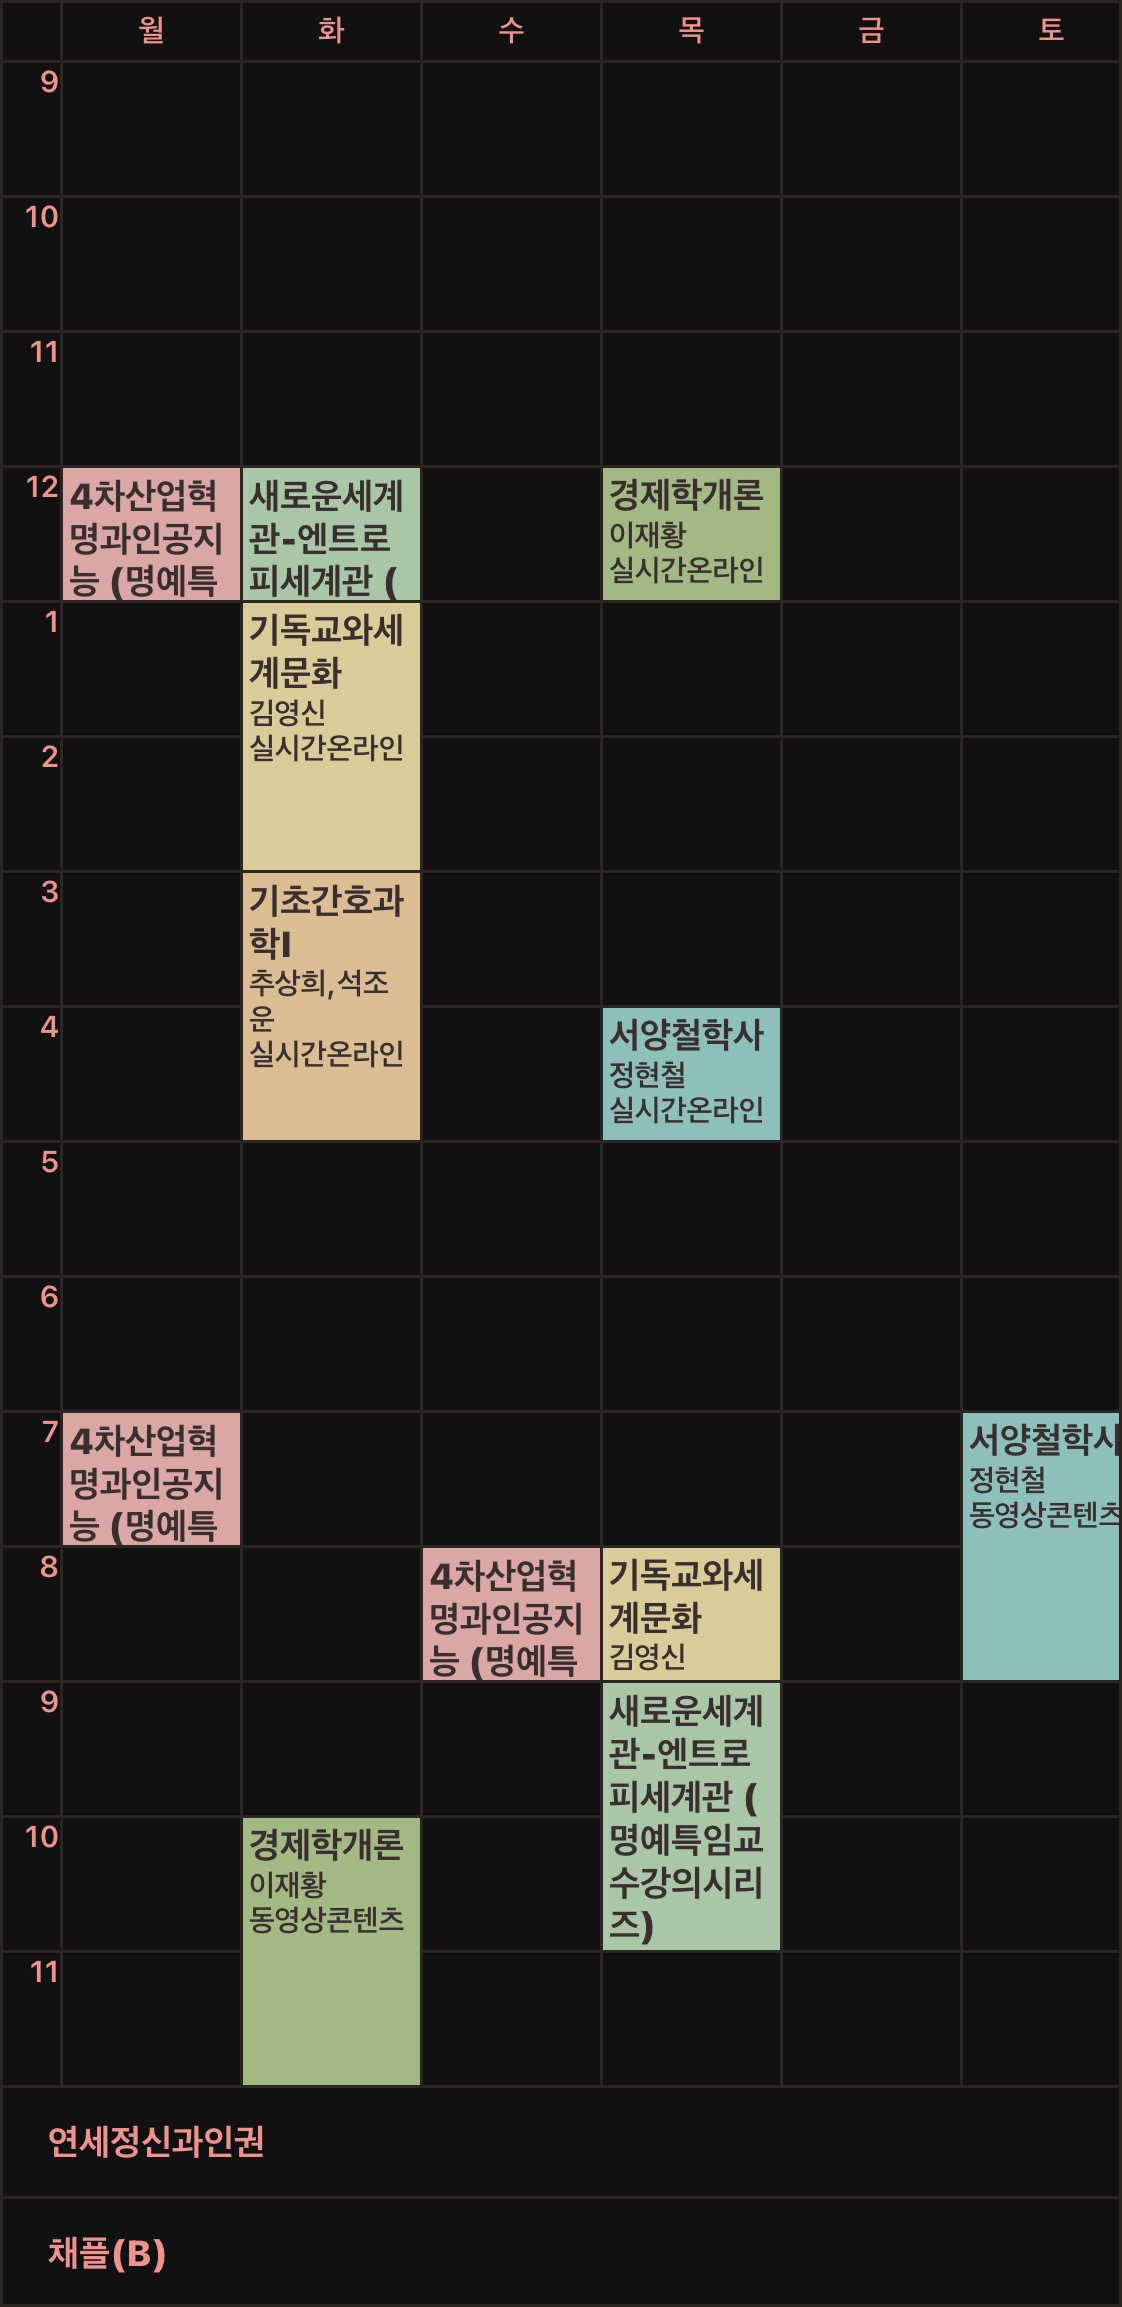 월 화 수 목 금 토
9
10
11
12
4차산업혁
명과인공지
능 (명예특
새로운세계
관-엔트로
피세계관 (
경제학개론
이재황
실시간온라인
1
기독교와세
계문화
김영신
실시간온라인
2
3
기초간호과
학I
추상희,석조
운
실시간온라인
4
서양철학사
정현철
실시간온라인
5
6
7
4차산업혁
명과인공지
능 (명예특
서양철학사
정현철
동영상콘텐츠
8
4차산업혁
명과인공지
능 (명예특
기독교와세
계문화
김영신
9
새로운세계
관-엔트로
피세계관 (
명예특임교
수강의시리
즈)
10
경제학개론
이재황
동영상콘텐츠
11
연세정신과인권
채플(B)